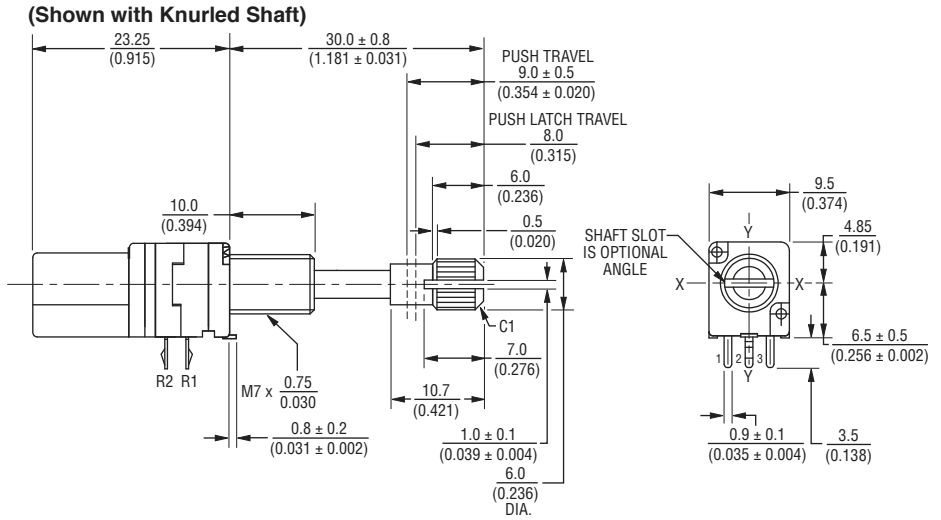 (Shown with Knurled Shaft)
23.25
(0.915)
30.0 ± 0.8
(1.181 ± 0.031)
PUSH TRAVEL
9.0 ± 0.5
(0.354 ± 0.020)
PUSH LATCH TRAVEL
8.0
(0.315)
6.0
(0.236)
10.0
(0.394)
0.5
(0.020)
C1
7.0
(0.276)
R2 R1
M7 x 0.75
0.030
10.7
(0.421)
0.8 ± 0.2
(0.031 ± 0.002)
1.0 ± 0.1
(0.039 ± 0.004)
6.0
(0.236)
DIA.
9.5
(0.374)
Y
4.85
(0.191)
SHAFT SLOT
IS OPTIONAL
ANGLE
X X
6.5 ± 0.5
(0.256 ± 0.002)
1 2 3
Y
0.9 ± 0.1
(0.035 ± 0.004)
3.5
(0.138)